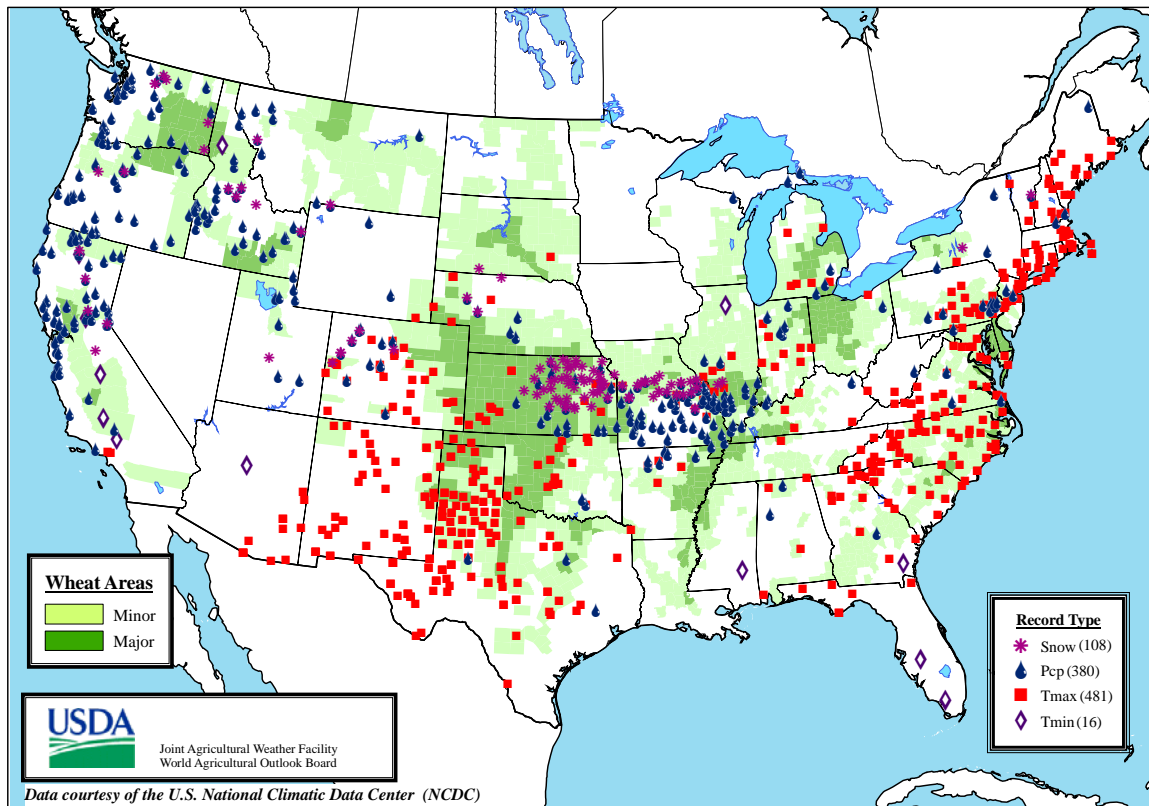 Wheat Areas
Minor
Major
Record Type
Snow (108)
Pcp (380)
Tmax (481)
Tmin (16)
USDA
Joint Agricultural Weather Facility
World Agricultural Outlook Board
Data courtesy of the U.S. National Climatic Data Center (NCDC)